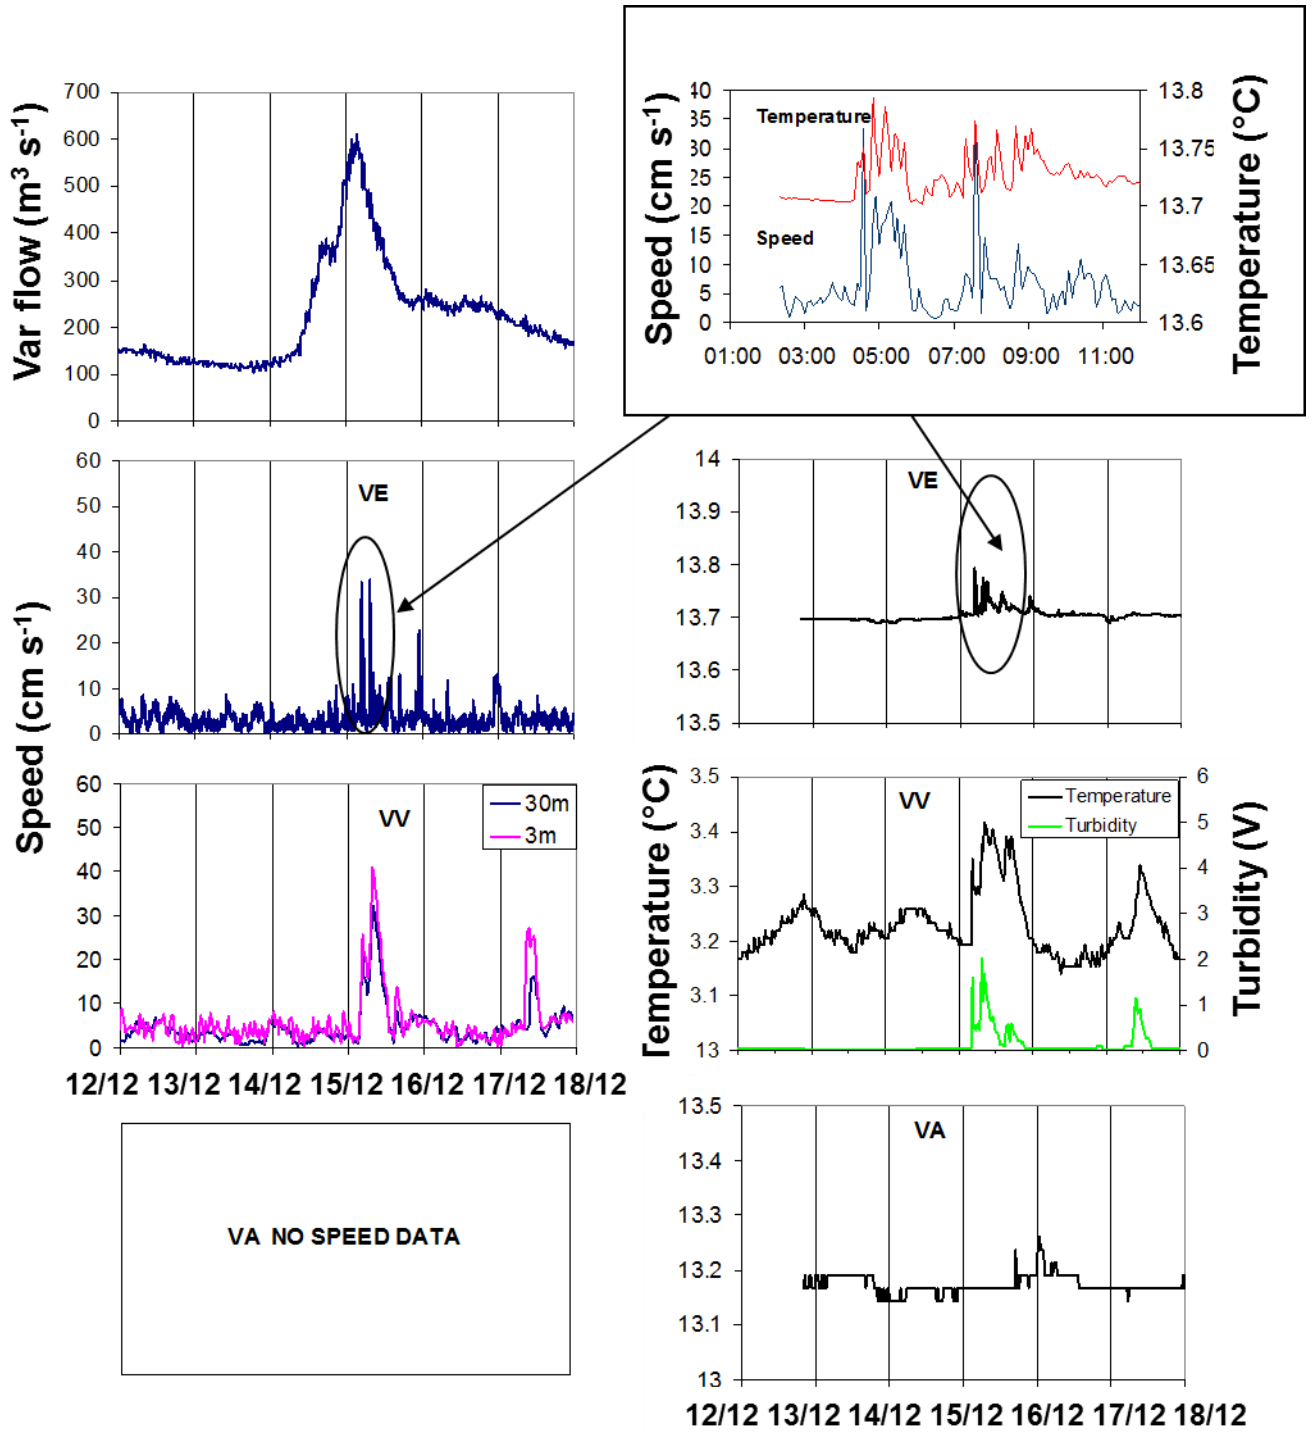 Var flow (m³ s⁻¹)
700
600
500
400
300
200
100
0
Speed (cm s⁻¹)
40
35
30
25
20
15
10
5
0
Temperature
Speed
13.8
13.75
13.7
13.65
13.6
Temperature (°C)
01:00 03:00 05:00 07:00 09:00 11:00
Speed (cm s⁻¹)
60
50
40
30
20
10
0
VE
14
13.9
13.8
13.7
13.6
13.5
VE
60
50
40
30
20
10
0
VV
30m
3m
12/12 13/12 14/12 15/12 16/12 17/12 18/12
Temperature (°C)
3.5
3.4
3.3
3.2
3.1
13
VV
Temperature
Turbidity
6
5
4
3
2
1
0
Turbidity (V)
VA NO SPEED DATA
13.5
13.4
13.3
13.2
13.1
13
VA
12/12 13/12 14/12 15/12 16/12 17/12 18/12